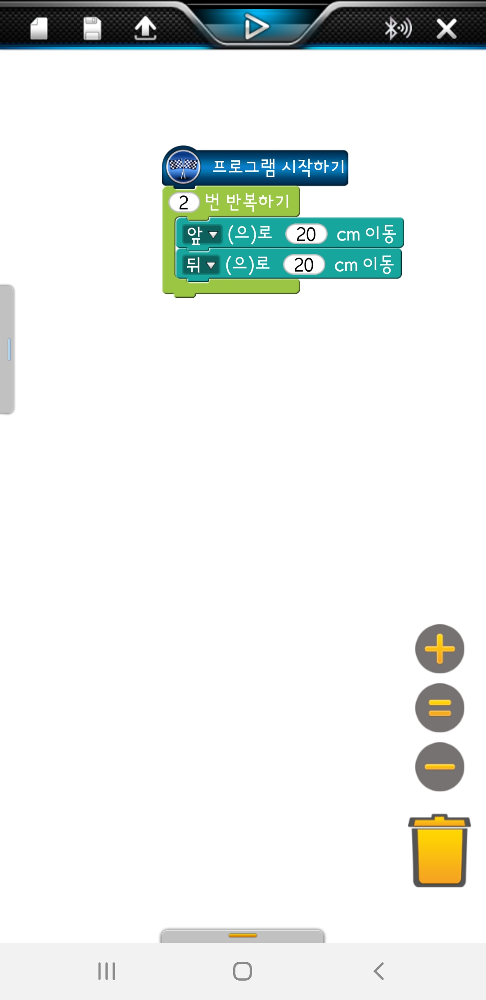 프로그램 시작하기
2 번 반복하기
앞 (으)로 20 cm 이동
뒤 (으)로 20 cm 이동